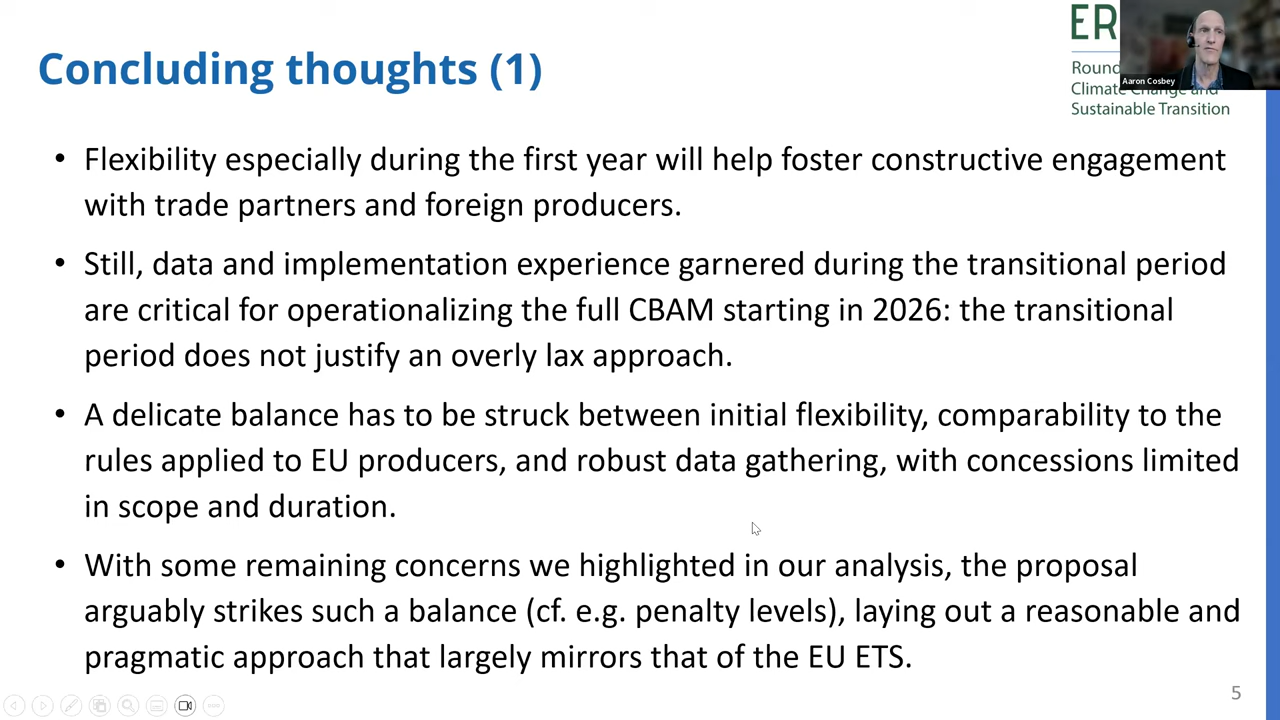 Concluding thoughts (1)
ER
Round
Climate Change and
Sustainable Transition
Aaron Cosbey
• Flexibility especially during the first year will help foster constructive engagement
with trade partners and foreign producers.
• Still, data and implementation experience garnered during the transitional period
are critical for operationalizing the full CBAM starting in 2026: the transitional
period does not justify an overly lax approach.
• A delicate balance has to be struck between initial flexibility, comparability to the
rules applied to EU producers, and robust data gathering, with concessions limited
in scope and duration.
• With some remaining concerns we highlighted in our analysis, the proposal
arguably strikes such a balance (cf. e.g. penalty levels), laying out a reasonable and
pragmatic approach that largely mirrors that of the EU ETS.
5